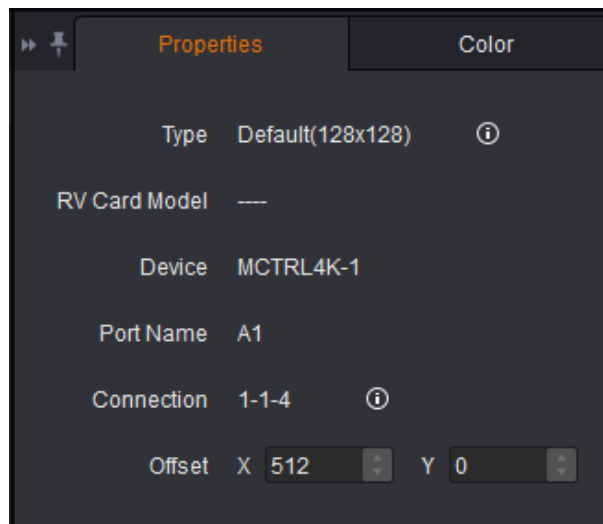 Properties Color
Type Default(128x128)
RV Card Model ----
Device MCTRL4K-1
Port Name A1
Connection 1-1-4
Offset X 512 Y 0